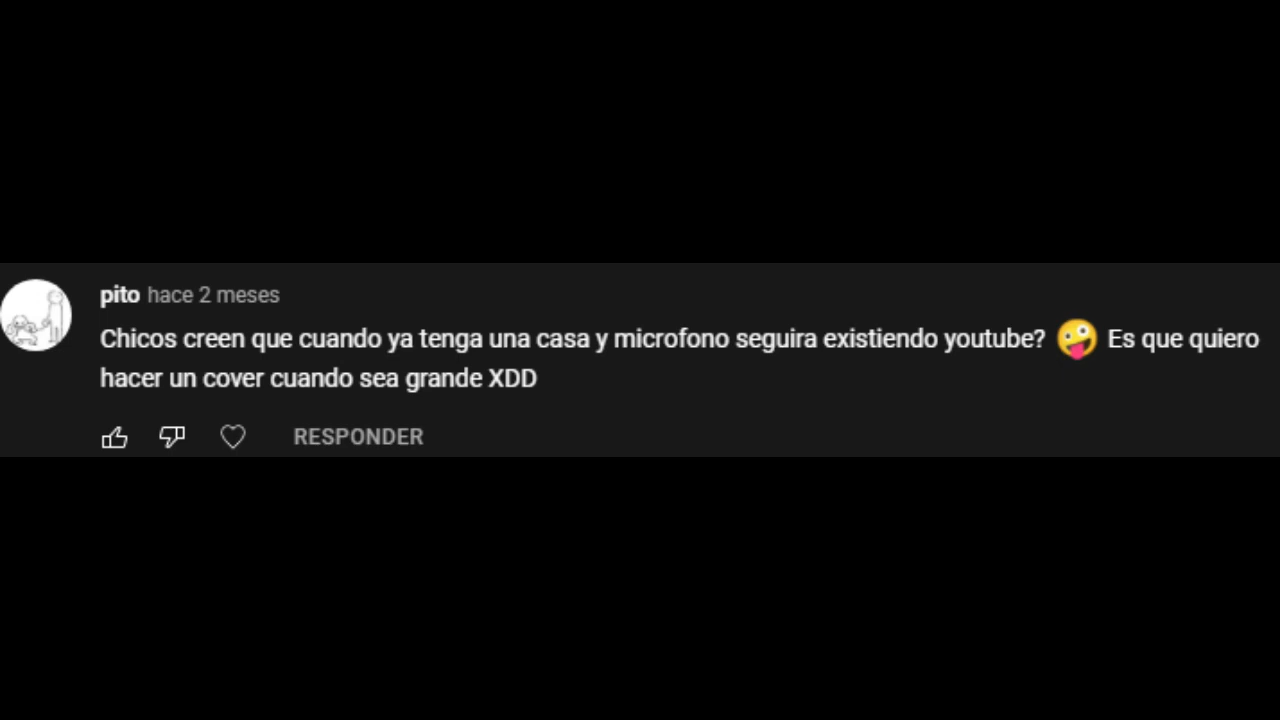 pito hace 2 meses
Chicos creen que cuando ya tenga una casa y microfono seguira existiendo youtube? 🤪 Es que quiero
hacer un cover cuando sea grande XDD
RESPONDER